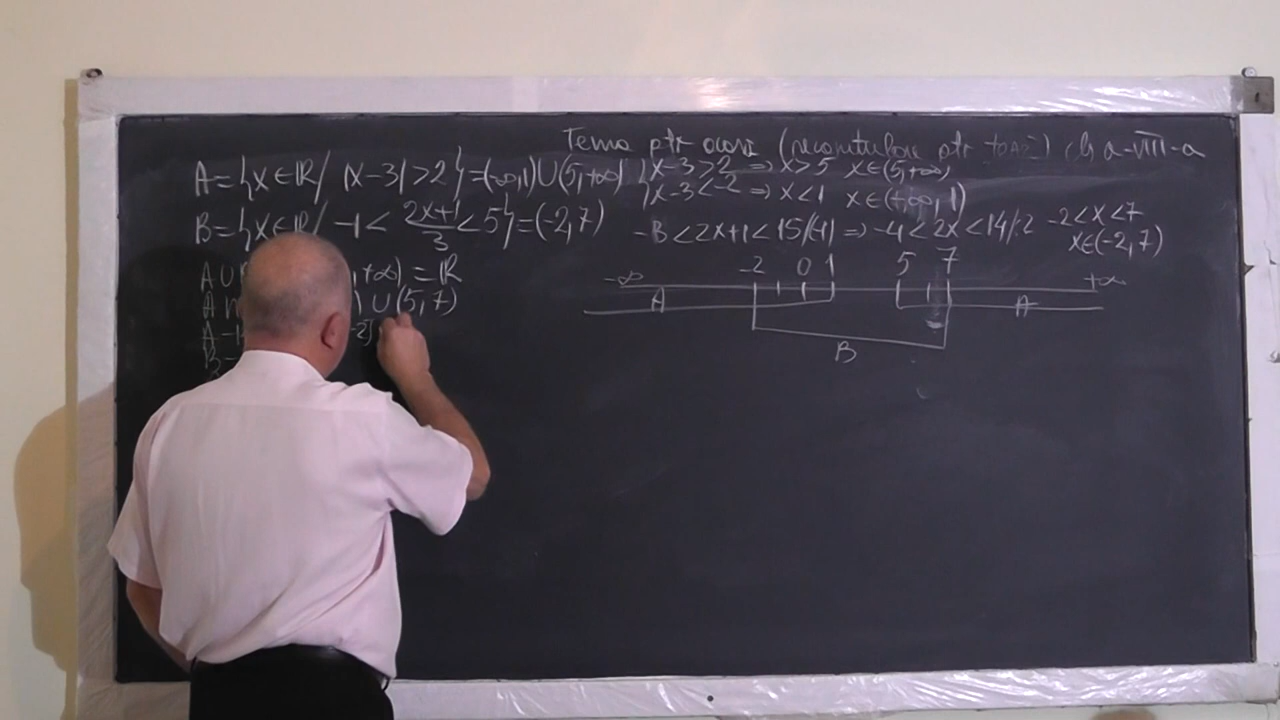 Tema ptr acasă (recapitulare ptr toată) cls a-VIII-a
A={x∈ℝ/ |x-3|>2}=(-∞,1)∪(5,+∞) {x-3>2 ⇒ x>5 x∈(5,+∞)
{x-3<-2 ⇒ x<1 x∈(-∞,1)
B={x∈ℝ/ -1< (2x+1)/3 <5}=(-2,7) -3<2x+1<15/(-1) ⇒ -4<2x<14/:2 -2<x<7
x∈(-2,7)
A∪ ,+∞)=ℝ
A∩ )∪(5,7)
A- -2]
B-
-∞ -2 0 1 5 7 +∞
A A
B